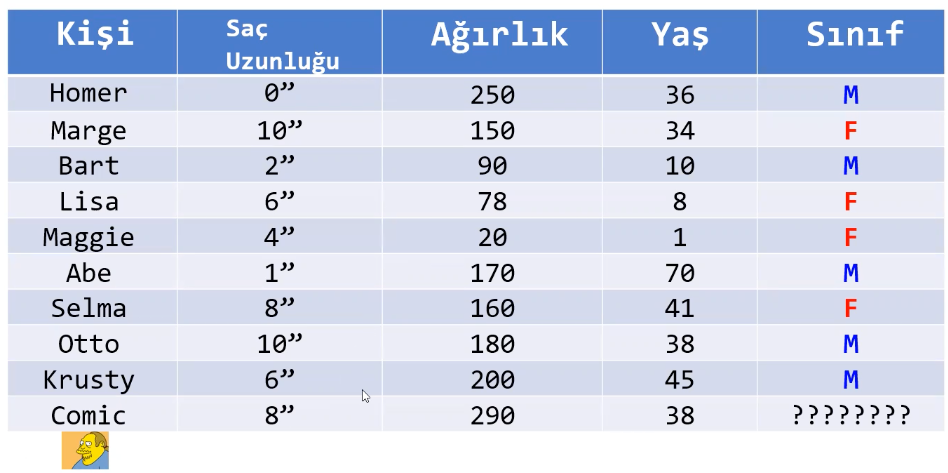 Kişi Saç Uzunluğu Ağırlık Yaş Sınıf
Homer 0” 250 36 M
Marge 10” 150 34 F
Bart 2” 90 10 M
Lisa 6” 78 8 F
Maggie 4” 20 1 F
Abe 1” 170 70 M
Selma 8” 160 41 F
Otto 10” 180 38 M
Krusty 6” 200 45 M
Comic 8” 290 38 ????????